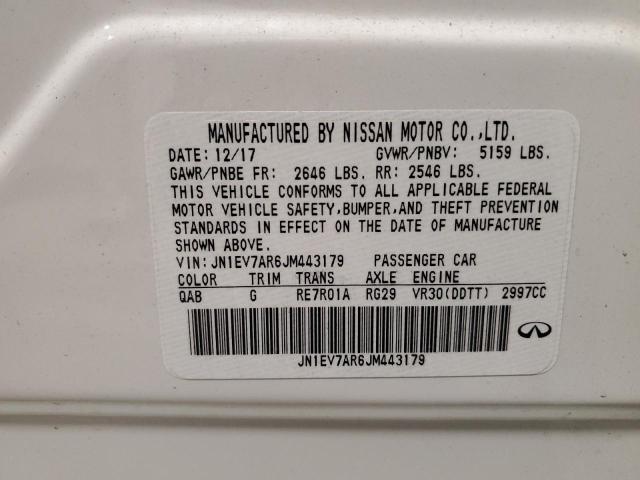 MANUFACTURED BY NISSAN MOTOR CO.,LTD.
DATE: 12/17 GVWR/PNBV: 5159 LBS.
GAWR/PNBE FR: 2646 LBS. RR: 2546 LBS.
THIS VEHICLE CONFORMS TO ALL APPLICABLE FEDERAL
MOTOR VEHICLE SAFETY,BUMPER,AND THEFT PREVENTION
STANDARDS IN EFFECT ON THE DATE OF MANUFACTURE
SHOWN ABOVE.
VIN: JN1EV7AR6JM443179 PASSENGER CAR
COLOR TRIM TRANS AXLE ENGINE
QAB G RE7R01A RG29 VR30(DDTT) 2997CC
JN1EV7AR6JM443179